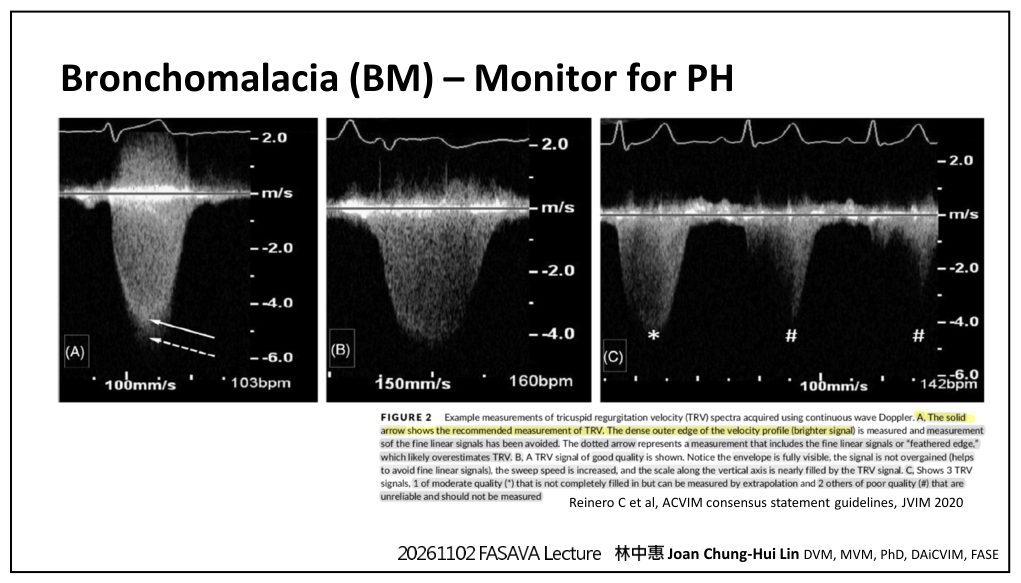 Bronchomalacia (BM) – Monitor for PH
2.0
m/s
-2.0
-4.0
-6.0
(A)
100mm/s
103bpm
2.0
m/s
-2.0
-4.0
(B)
150mm/s
160bpm
2.0
m/s
-2.0
-4.0
-6.0
*
#
#
(C)
100mm/s
142bpm
FIGURE 2 Example measurements of tricuspid regurgitation velocity (TRV) spectra acquired using continuous wave Doppler. A, The solid
arrow shows the recommended measurement of TRV. The dense outer edge of the velocity profile (brighter signal) is measured and measurement
sof the fine linear signals has been avoided. The dotted arrow represents a measurement that includes the fine linear signals or “feathered edge,”
which likely overestimates TRV. B, A TRV signal of good quality is shown. Notice the envelope is fully visible, the signal is not overgained (helps
to avoid fine linear signals), the sweep speed is increased, and the scale along the vertical axis is nearly filled by the TRV signal. C, Shows 3 TRV
signals, 1 of moderate quality (*) that is not completely filled in but can be measured by extrapolation and 2 others of poor quality (#) that are
unreliable and should not be measured
Reinero C et al, ACVIM consensus statement guidelines, JVIM 2020
20261102 FASAVA Lecture 林中惠 Joan Chung-Hui Lin DVM, MVM, PhD, DAiCVIM, FASE